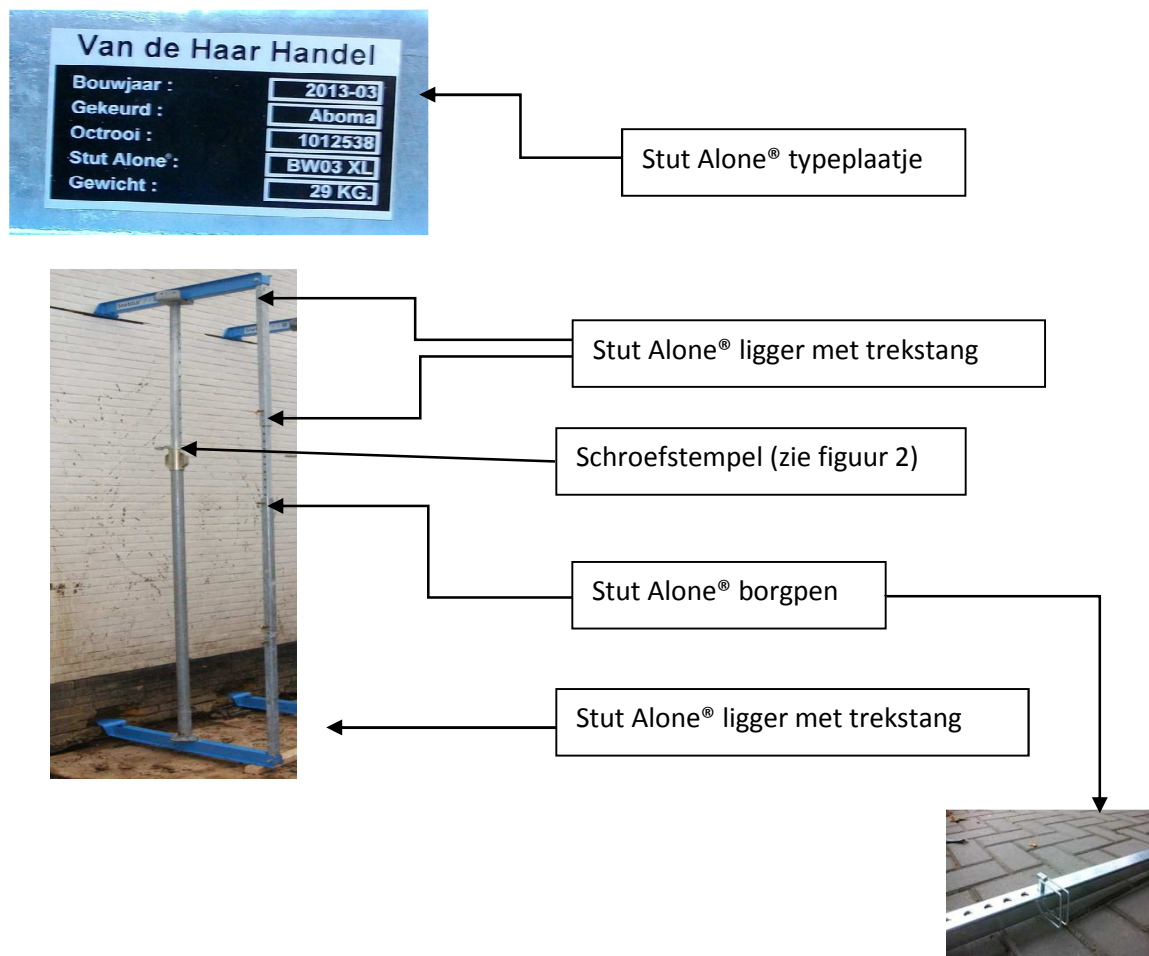 Van de Haar Handel
Bouwjaar : 2013-03
Gekeurd : Aboma
Octrooi : 1012538
Stut Alone®: BW03 XL
Gewicht : 29 KG.
Stut Alone® typeplaatje
Stut Alone® ligger met trekstang
Schroefstempel (zie figuur 2)
Stut Alone® borgpen
Stut Alone® ligger met trekstang